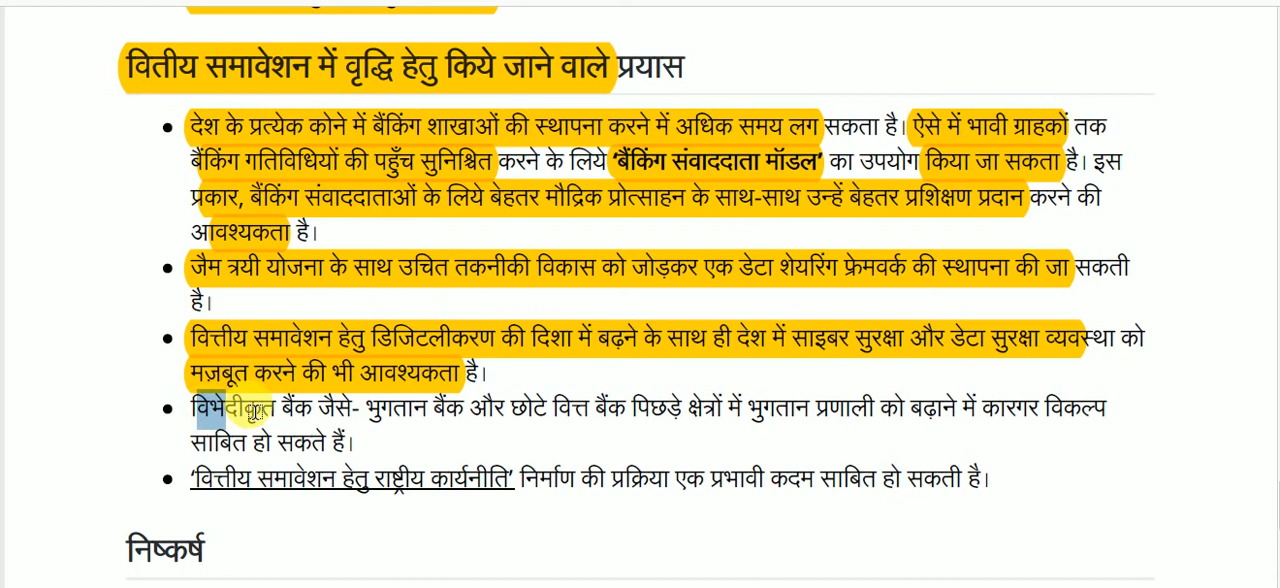 वितीय समावेशन में वृद्धि हेतु किये जाने वाले प्रयास
• देश के प्रत्येक कोने में बैंकिंग शाखाओं की स्थापना करने में अधिक समय लग सकता है। ऐसे में भावी ग्राहकों तक
बैंकिंग गतिविधियों की पहुँच सुनिश्चित करने के लिये ‘बैंकिंग संवाददाता मॉडल’ का उपयोग किया जा सकता है। इस
प्रकार, बैंकिंग संवाददाताओं के लिये बेहतर मौद्रिक प्रोत्साहन के साथ-साथ उन्हें बेहतर प्रशिक्षण प्रदान करने की
आवश्यकता है।
• जैम त्रयी योजना के साथ उचित तकनीकी विकास को जोड़कर एक डेटा शेयरिंग फ्रेमवर्क की स्थापना की जा सकती
है।
• वित्तीय समावेशन हेतु डिजिटलीकरण की दिशा में बढ़ने के साथ ही देश में साइबर सुरक्षा और डेटा सुरक्षा व्यवस्था को
मज़बूत करने की भी आवश्यकता है।
• विभेदीकृत बैंक जैसे- भुगतान बैंक और छोटे वित्त बैंक पिछड़े क्षेत्रों में भुगतान प्रणाली को बढ़ाने में कारगर विकल्प
साबित हो सकते हैं।
• ‘वित्तीय समावेशन हेतु राष्ट्रीय कार्यनीति’ निर्माण की प्रक्रिया एक प्रभावी कदम साबित हो सकती है।
निष्कर्ष